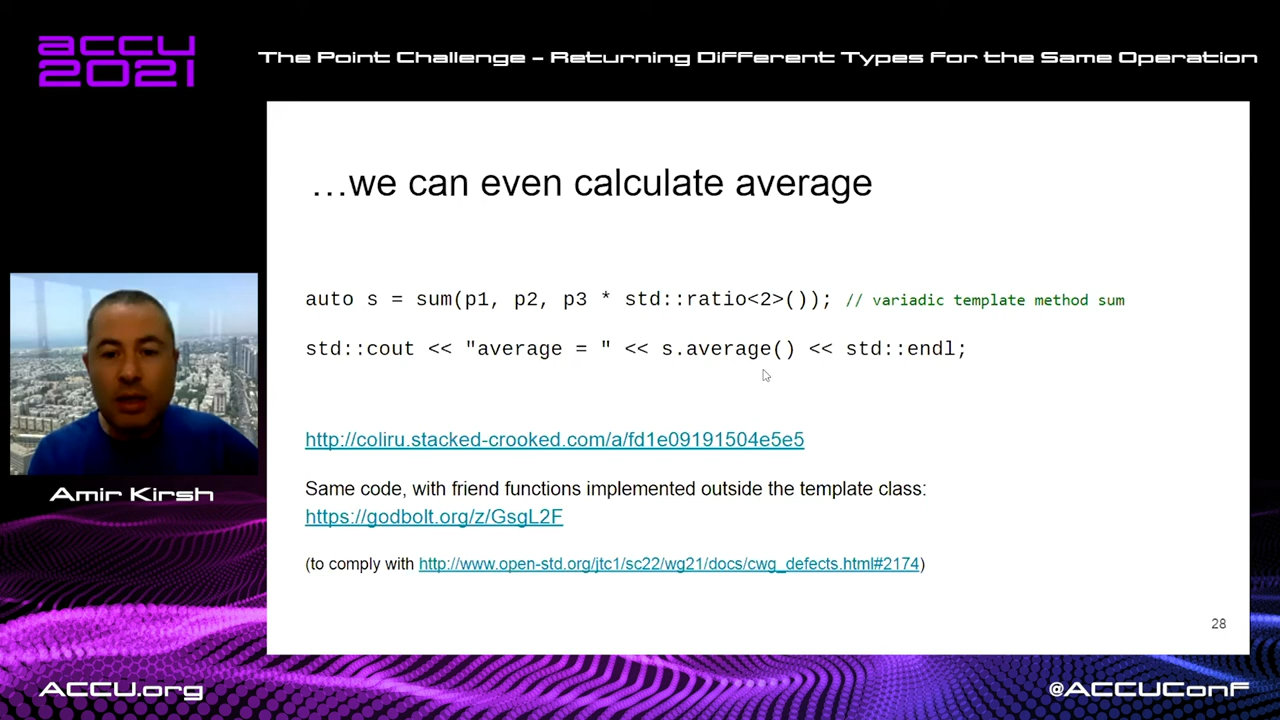 accu
2021
The Point Challenge – Returning Different Types for the Same Operation
…we can even calculate average
auto s = sum(p1, p2, p3 * std::ratio<2>()); // variadic template method sum
std::cout << "average = " << s.average() << std::endl;
http://coliru.stacked-crooked.com/a/fd1e09191504e5e5
Same code, with friend functions implemented outside the template class:
https://godbolt.org/z/GsgL2F
(to comply with http://www.open-std.org/jtc1/sc22/wg21/docs/cwg_defects.html#2174)
28
Amir Kirsh
ACCU.org
@ACCUConf